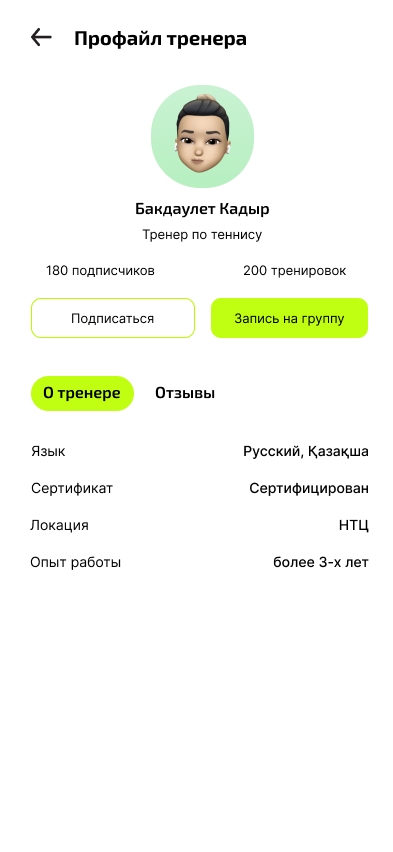 Профайл тренера
Бакдаулет Кадыр
Тренер по теннису
180 подписчиков 200 тренировок
Подписаться Запись на группу
О тренере Отзывы
Язык Русский, Қазақша
Сертификат Сертифицирован
Локация НТЦ
Опыт работы более 3-х лет